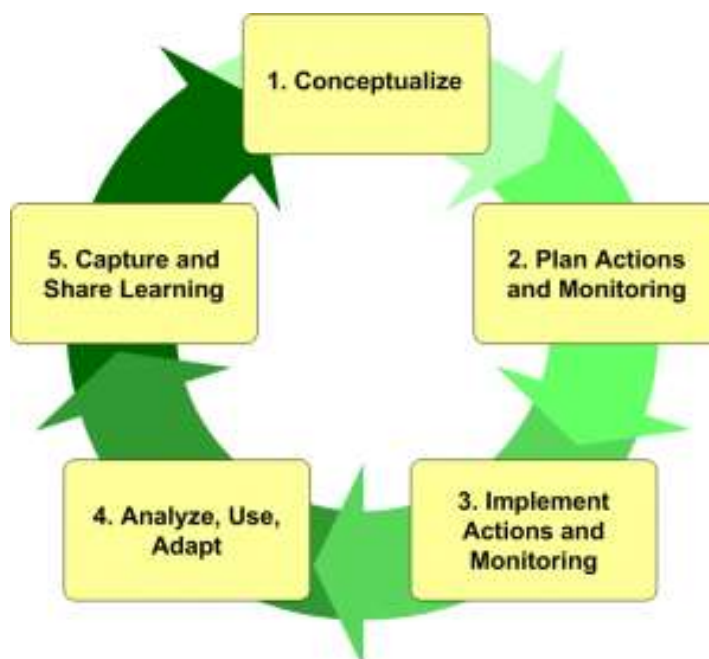 1. Conceptualize
2. Plan Actions
and Monitoring
3. Implement
Actions and
Monitoring
4. Analyze, Use,
Adapt
5. Capture and
Share Learning